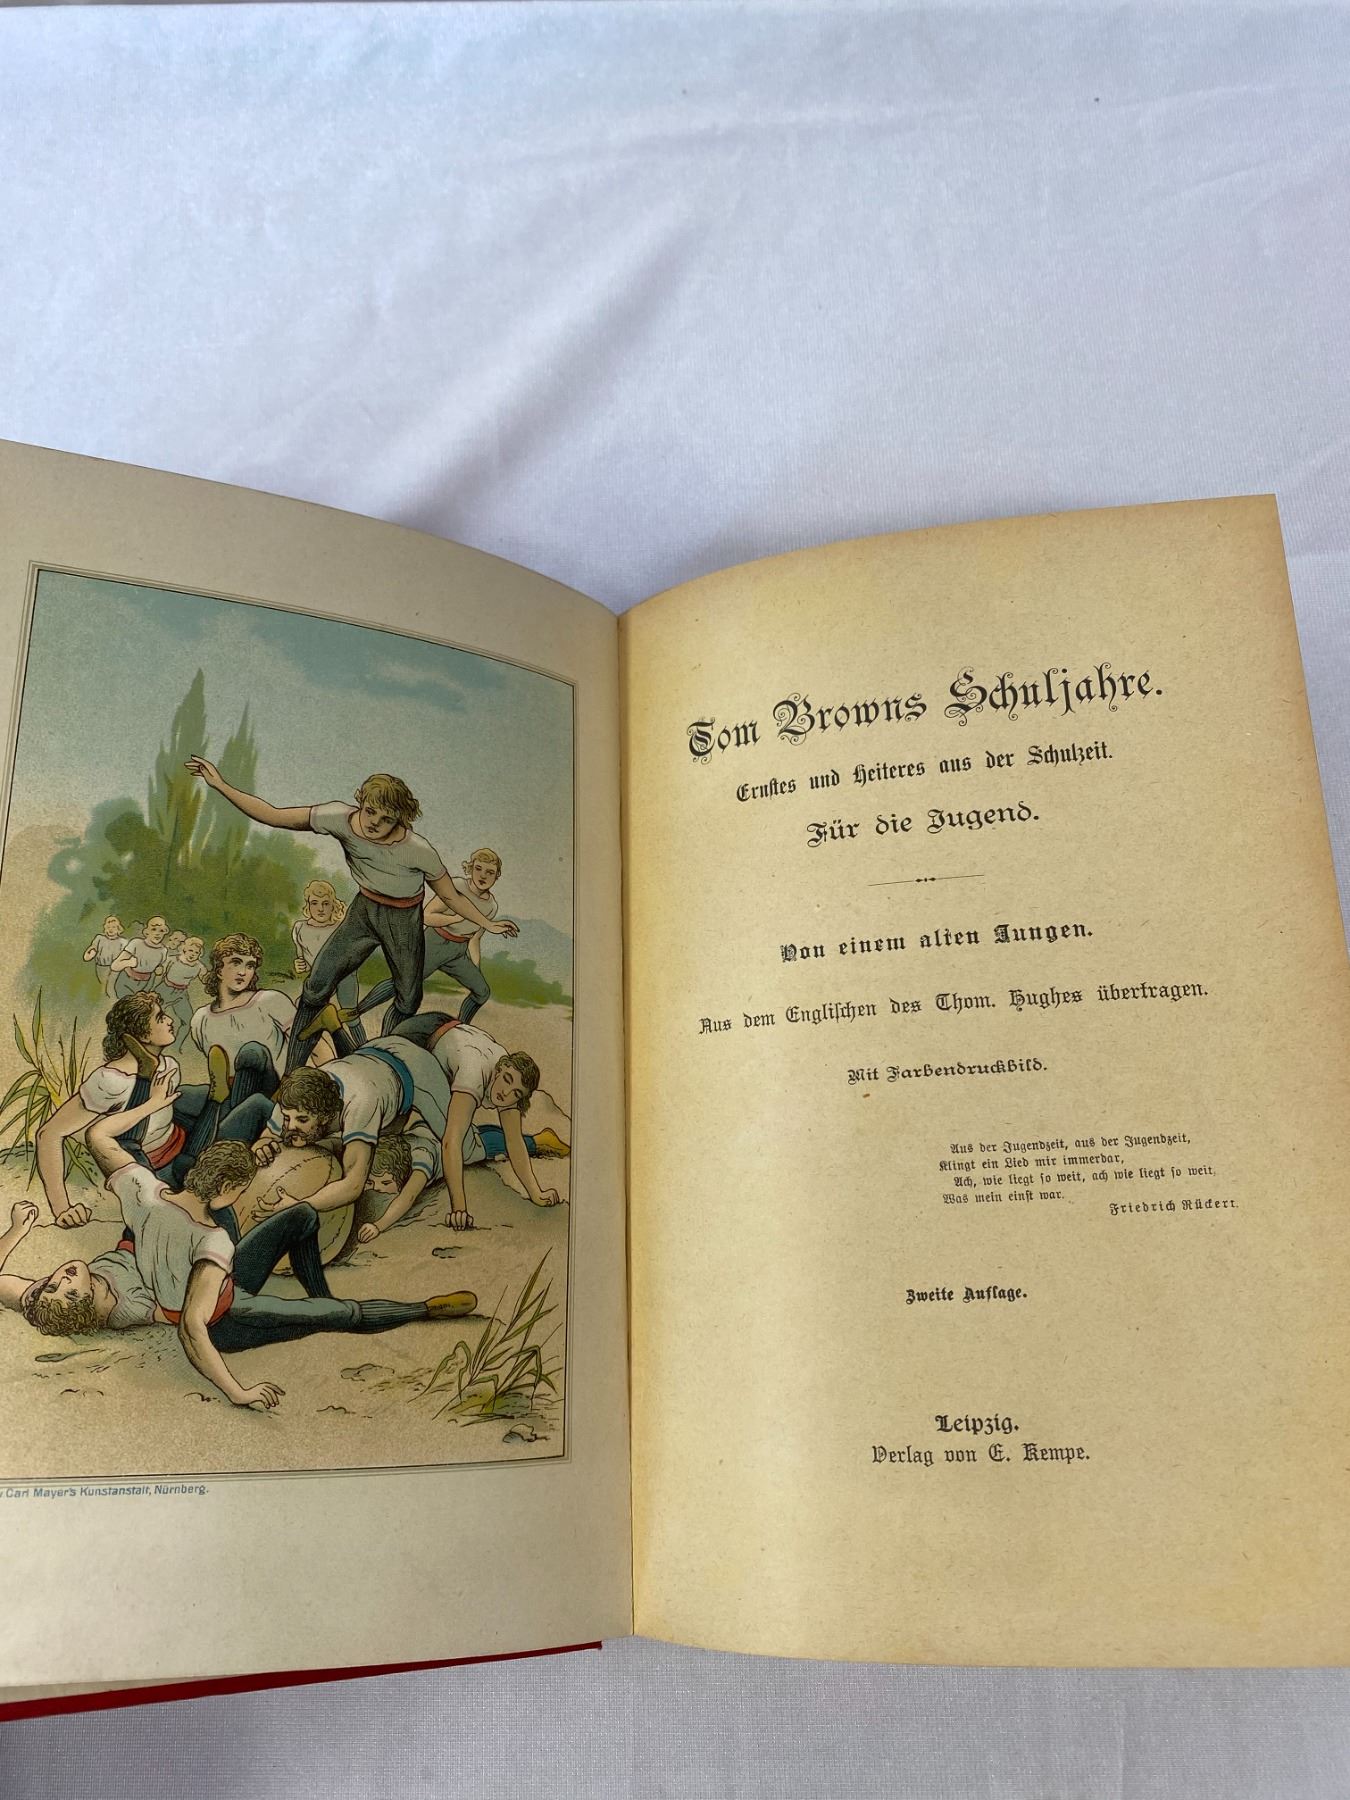 Carl Mayer's Kunstanstalt, Nürnberg.
Tom Browns Schuljahre.
Ernstes und Heiteres aus der Schulzeit.
Für die Jugend.
Von einem alten Jungen.
Aus dem Englischen des Thom. Hughes übertragen.
Mit Farbendruckbild.
Aus der Jugendzeit, aus der Jugendzeit,
Klingt ein Lied mir immerdar,
Ach, wie liegt so weit, ach wie liegt so weit,
Was mein einst war.
Friedrich Rückert.
Zweite Auflage.
Leipzig.
Verlag von E. Kempe.